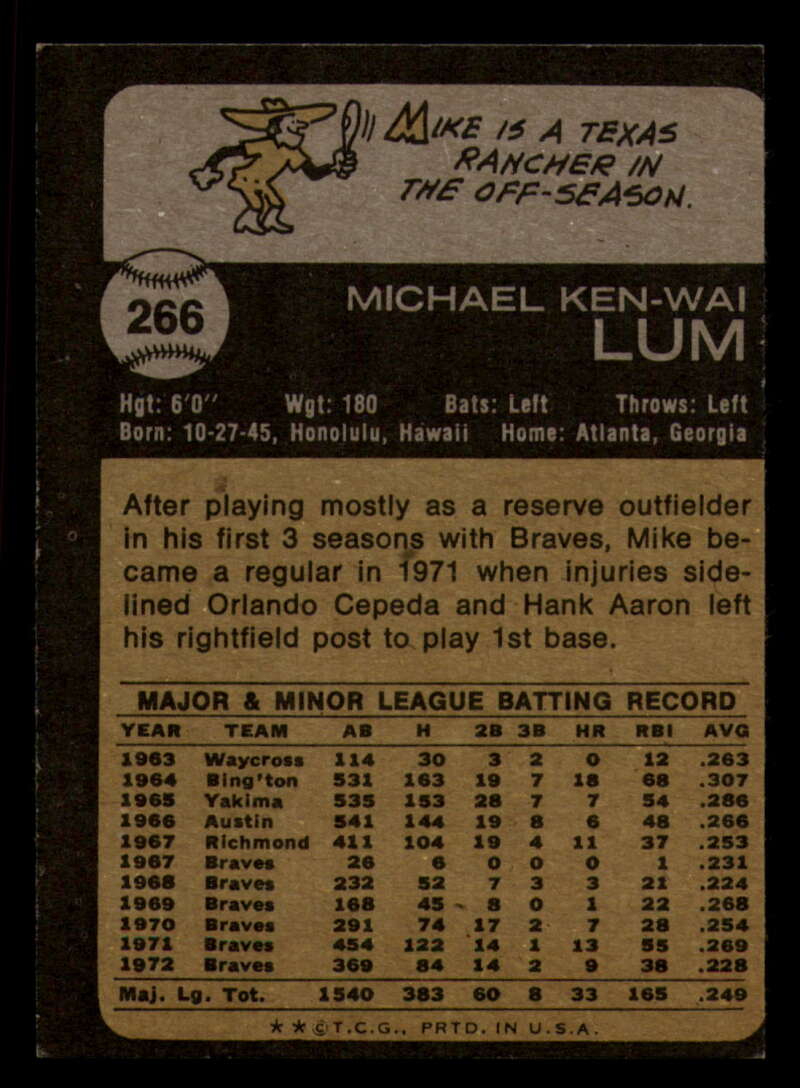 MIKE IS A TEXAS
RANCHER IN
THE OFF-SEASON.
266
MICHAEL KEN-WAI
LUM
Hgt: 6'0" Wgt: 180 Bats: Left Throws: Left
Born: 10-27-45, Honolulu, Hawaii Home: Atlanta, Georgia
After playing mostly as a reserve outfielder
in his first 3 seasons with Braves, Mike be-
came a regular in 1971 when injuries side-
lined Orlando Cepeda and Hank Aaron left
his rightfield post to play 1st base.
MAJOR & MINOR LEAGUE BATTING RECORD
YEAR TEAM AB H 2B 3B HR RBI AVG
1963 Waycross 114 30 3 2 0 12 .263
1964 Bing'ton 531 163 19 7 18 68 .307
1965 Yakima 535 153 28 7 7 54 .286
1966 Austin 541 144 19 8 6 48 .266
1967 Richmond 411 104 19 4 11 37 .253
1967 Braves 26 6 0 0 0 1 .231
1968 Braves 232 52 7 3 3 21 .224
1969 Braves 168 45 8 0 1 22 .268
1970 Braves 291 74 17 2 7 28 .254
1971 Braves 454 122 14 1 13 55 .269
1972 Braves 369 84 14 2 9 38 .228
Maj. Lg. Tot. 1540 383 60 8 33 165 .249
★ ★ © T.C.G., PRTD. IN U.S.A.